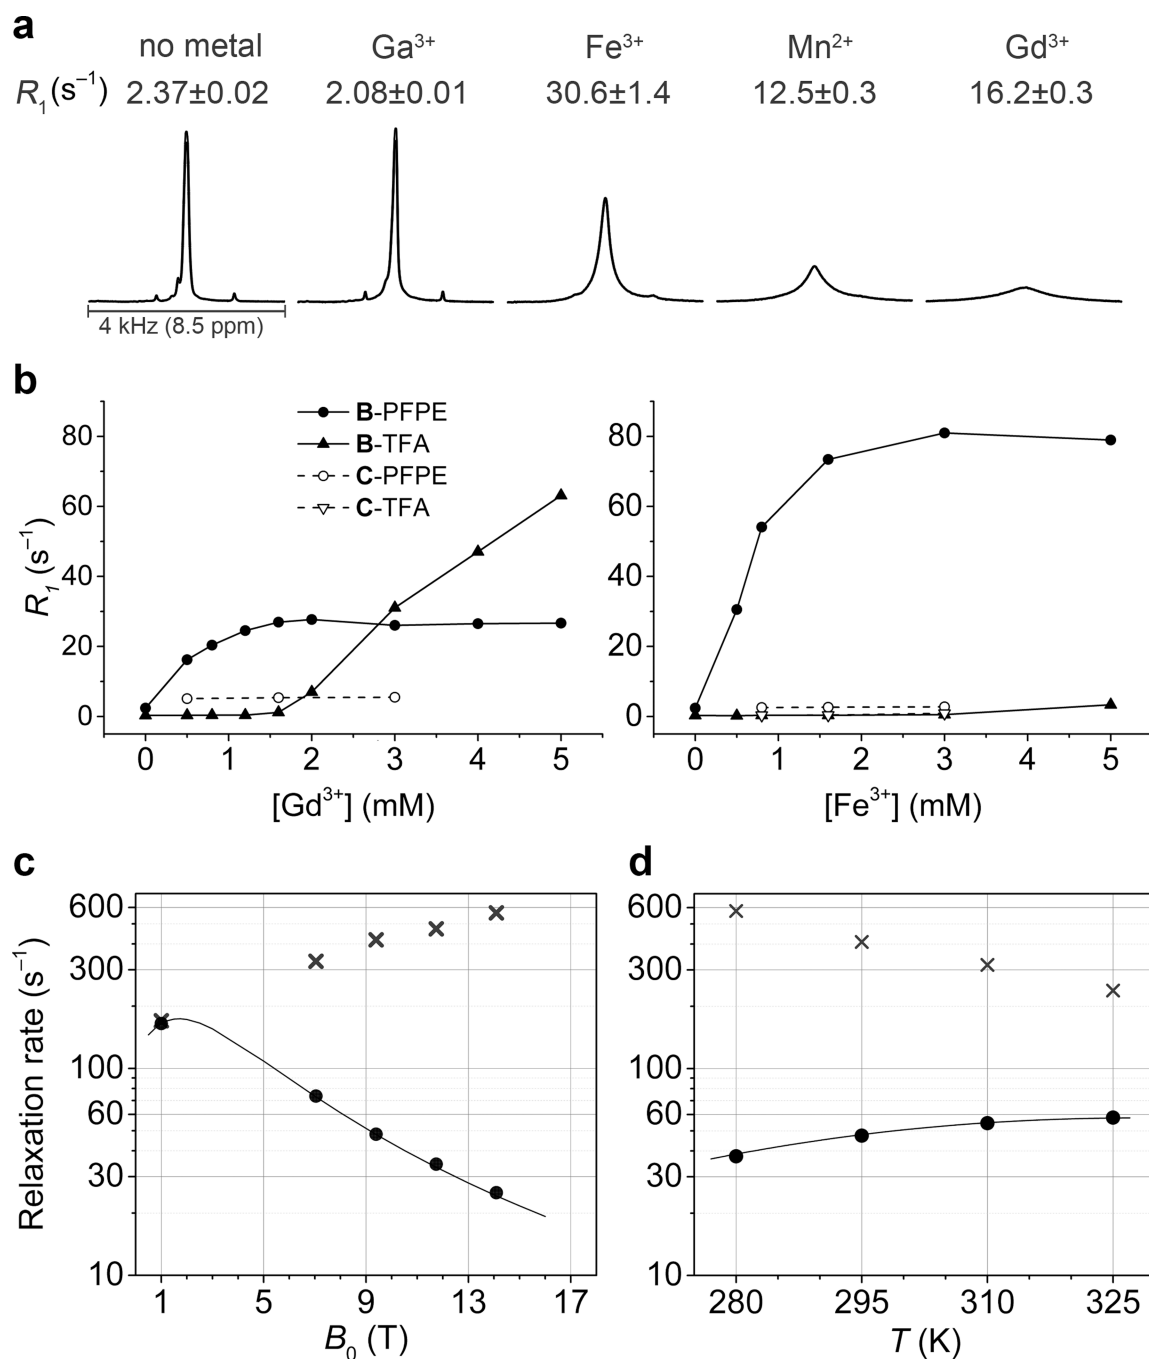 a
no metal Ga³⁺ Fe³⁺ Mn²⁺ Gd³⁺
R₁(s⁻¹) 2.37±0.02 2.08±0.01 30.6±1.4 12.5±0.3 16.2±0.3
4 kHz (8.5 ppm)
b
B-PFPE
B-TFA
C-PFPE
C-TFA
R₁ (s⁻¹)
80 80
60 60
40 40
20 20
0 0
0 1 2 3 4 5 0 1 2 3 4 5
[Gd³⁺] (mM) [Fe³⁺] (mM)
c d
Relaxation rate (s⁻¹)
600 600
300 300
100 100
60 60
30 30
10 10
1 5 9 13 17 280 295 310 325
B₀ (T) T (K)